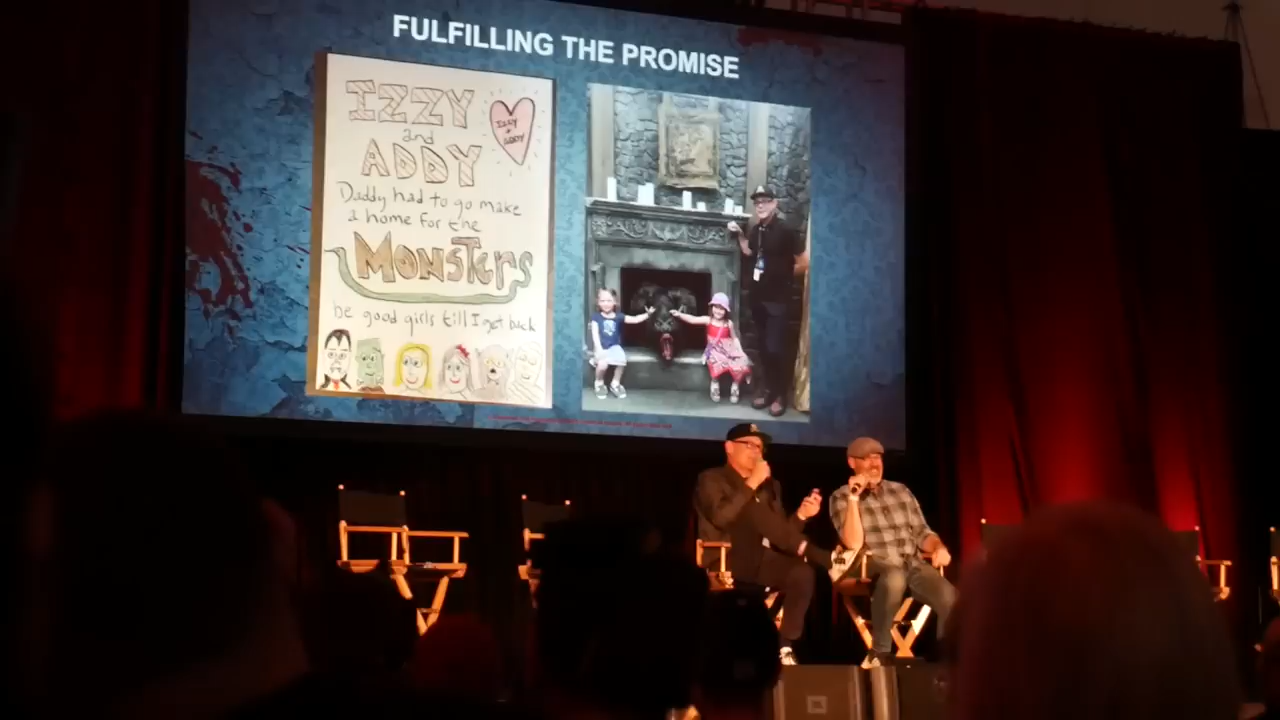 FULFILLING THE PROMISE
IZZY
and
ADDY
IZZY
+
ADDY
Daddy had to go make
a home for the
MONSTERS
be good girls till I get back
JBL